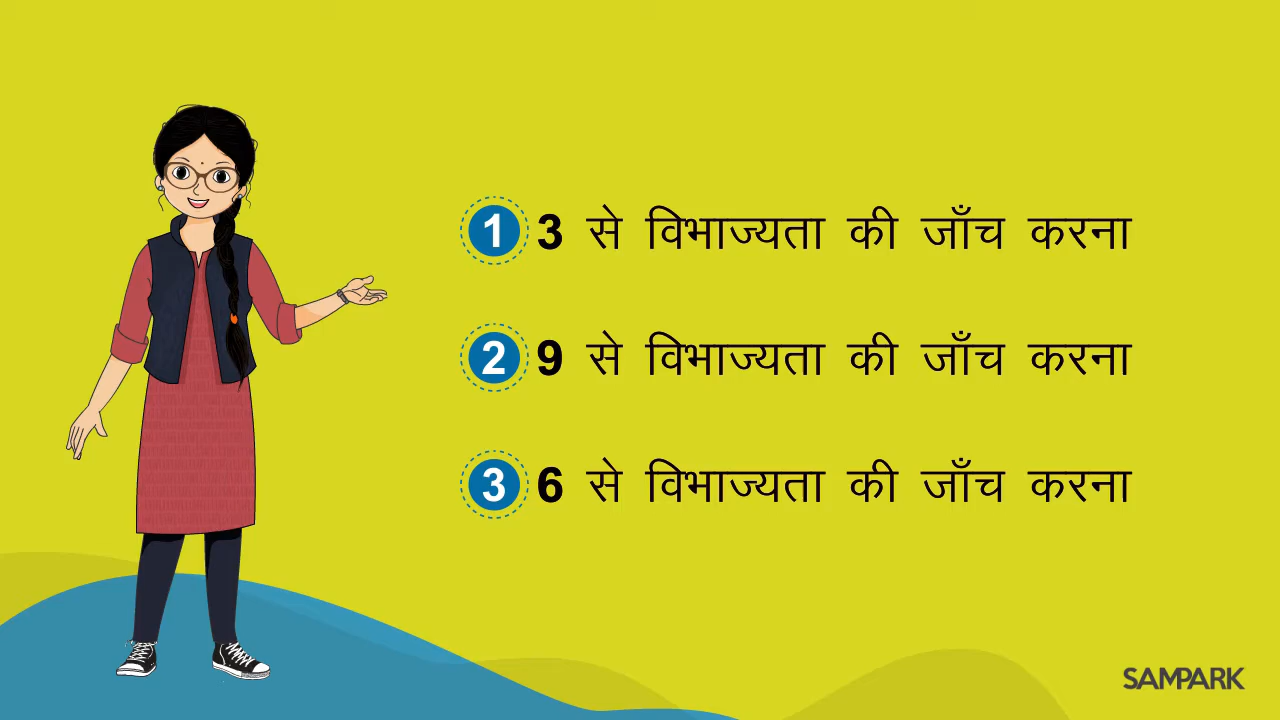 1 3 से विभाज्यता की जाँच करना
2 9 से विभाज्यता की जाँच करना
3 6 से विभाज्यता की जाँच करना
SAMPARK